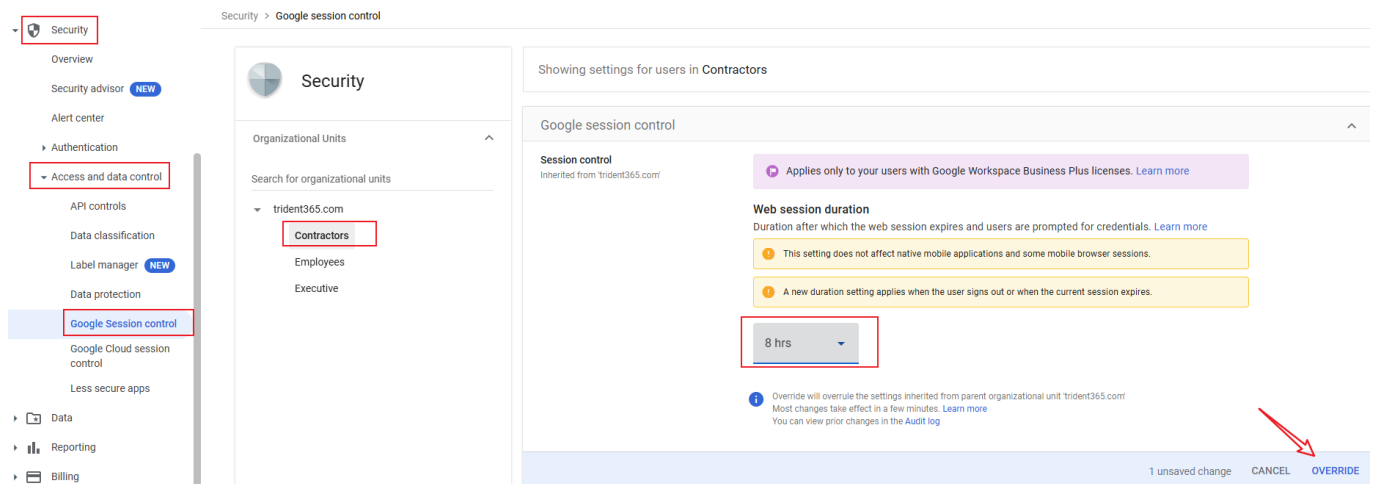 Security
Overview
Security advisor NEW
Alert center
Authentication
Access and data control
API controls
Data classification
Label manager NEW
Data protection
Google Session control
Google Cloud session
control
Less secure apps
Data
Reporting
Billing
Security > Google session control
Security
Organizational Units
Search for organizational units
trident365.com
Contractors
Employees
Executive
Showing settings for users in Contractors
Google session control
Session control
Inherited from 'trident365.com'
Applies only to your users with Google Workspace Business Plus licenses. Learn more
Web session duration
Duration after which the web session expires and users are prompted for credentials. Learn more
This setting does not affect native mobile applications and some mobile browser sessions.
A new duration setting applies when the user signs out or when the current session expires.
8 hrs
Override will overrule the settings inherited from parent organizational unit 'trident365.com'
Most changes take effect in a few minutes. Learn more
You can view prior changes in the Audit log
1 unsaved change CANCEL OVERRIDE